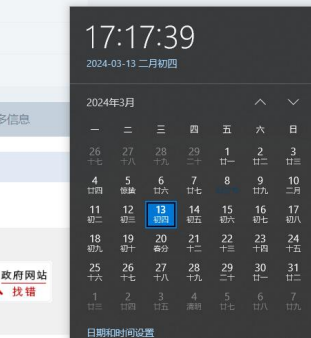 17:17:39
2024-03-13 二月初四
2024年3月
多信息
一 二 三 四 五 六 日
26 27 28 29 1 2 3
十七 十八 十九 二十 廿一 廿二 廿三
4 5 6 7 8 9 10
廿四 惊蛰 廿六 廿七 廿九 二月
11 12 13 14 15 16 17
初二 初三 初四 初五 初六 初七 初八
18 19 20 21 22 23 24
初九 初十 春分 十二 十三 十四 十五
25 26 27 28 29 30 31
十六 十七 十八 十九 二十 廿一 廿二
1 2 3 4 5 6 7
廿三 廿四 廿五 清明 廿七 廿八 廿九
政府网站
找错
日期和时间设置